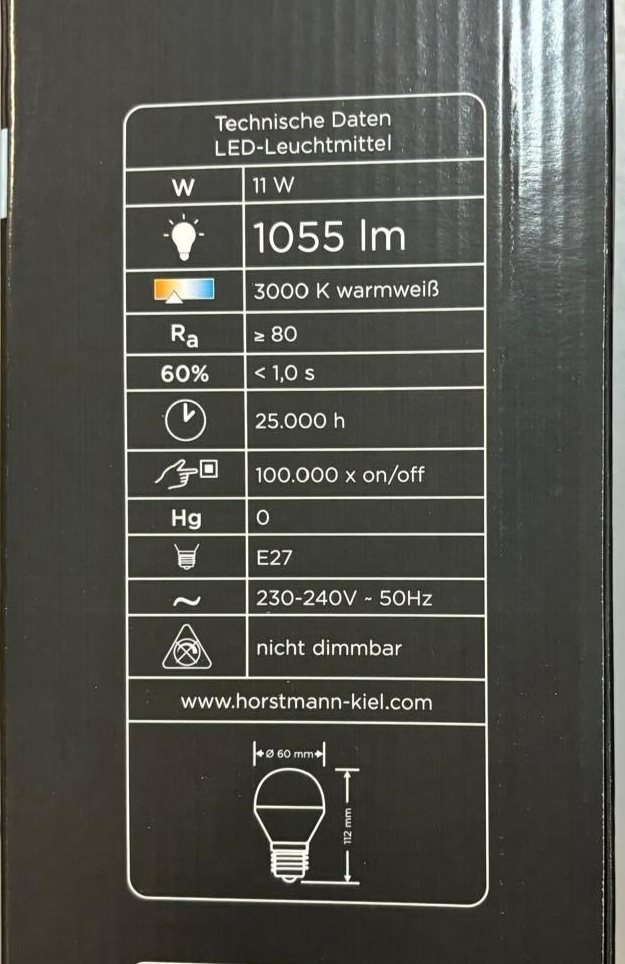 Technische Daten
LED-Leuchtmittel
W 11 W
1055 lm
3000 K warmweiß
Ra ≥ 80
60% < 1,0 s
25.000 h
100.000 x on/off
Hg 0
E27
~ 230-240V ~ 50Hz
nicht dimmbar
www.horstmann-kiel.com
Ø 60 mm
112 mm